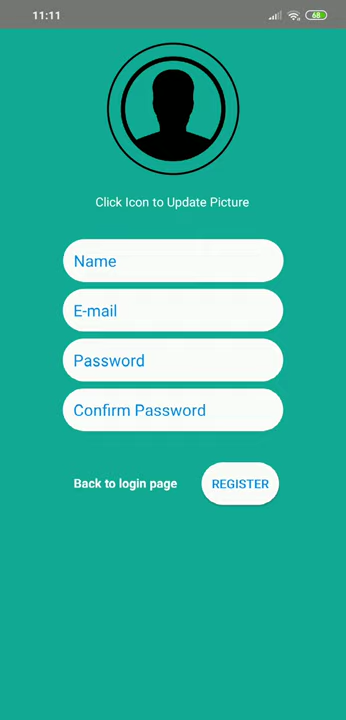 11:11
68
Click Icon to Update Picture
Name
E-mail
Password
Confirm Password
Back to login page
REGISTER